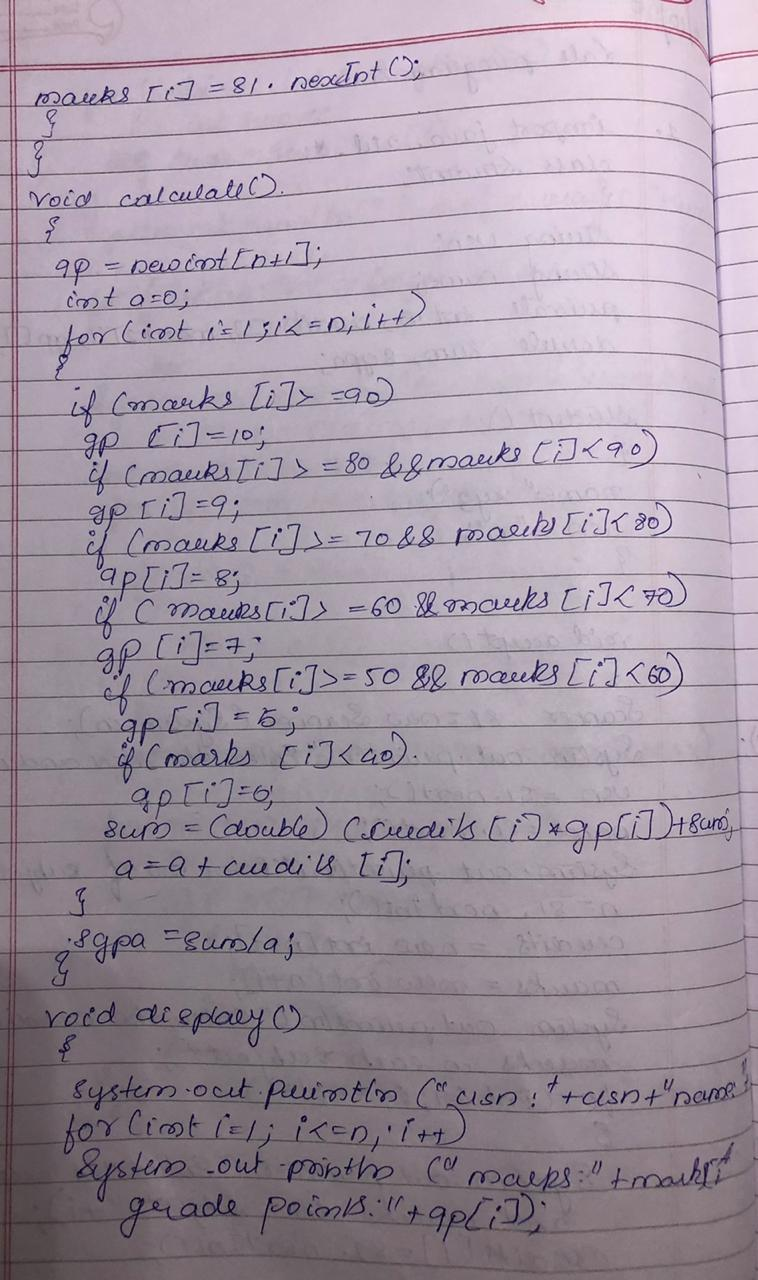 marks [i] = s1. nextInt();
}
}
void calculate().
{
gp = new int[n+1];
int a=0;
for(int i=1;i<=n;i++)
{
if (marks [i]> =90)
gp [i]=10;
if (marks[i]> =80 &&marks [i]<90)
gp [i]=9;
if (marks [i]>= 70 && marks [i]<80)
gp[i]= 8;
if ( marks[i]> =60 &&marks [i]<70)
gp [i]=7;
if (marks[i]>=50 && marks [i]<60)
gp[i] =5;
if(marks [i]<40).
gp[i]=0;
sum = (double) (credits [i]*gp[i])+sum;
a=a+credits [i];
}
sgpa =sum/a;
}
void display()
{
System.out.println ("usn:"+usn+"name:"
for(int i=1; i<=n; i++)
System.out.println (" marks:"+marks[i]+
grade points:"+gp[i]);